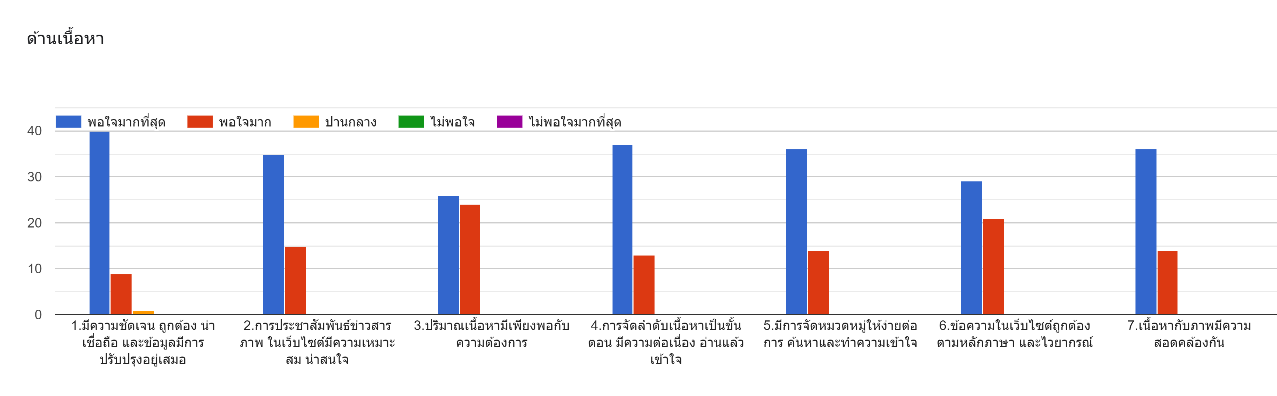 ด้านเนื้อหา
พอใจมากที่สุด พอใจมาก ปานกลาง ไม่พอใจ ไม่พอใจมากที่สุด
40
30
20
10
0
1.มีความชัดเจน ถูกต้อง น่า
เชื่อถือ และข้อมูลมีการ
ปรับปรุงอยู่เสมอ
2.การประชาสัมพันธ์ข่าวสาร
ภาพ ในเว็บไซต์มีความเหมาะ
สม น่าสนใจ
3.ปริมาณเนื้อหามีเพียงพอกับ
ความต้องการ
4.การจัดลำดับเนื้อหาเป็นขั้น
ตอน มีความต่อเนื่อง อ่านแล้ว
เข้าใจ
5.มีการจัดหมวดหมู่ให้ง่ายต่อ
การ ค้นหาและทำความเข้าใจ
6.ข้อความในเว็บไซต์ถูกต้อง
ตามหลักภาษา และไวยากรณ์
7.เนื้อหากับภาพมีความ
สอดคล้องกัน